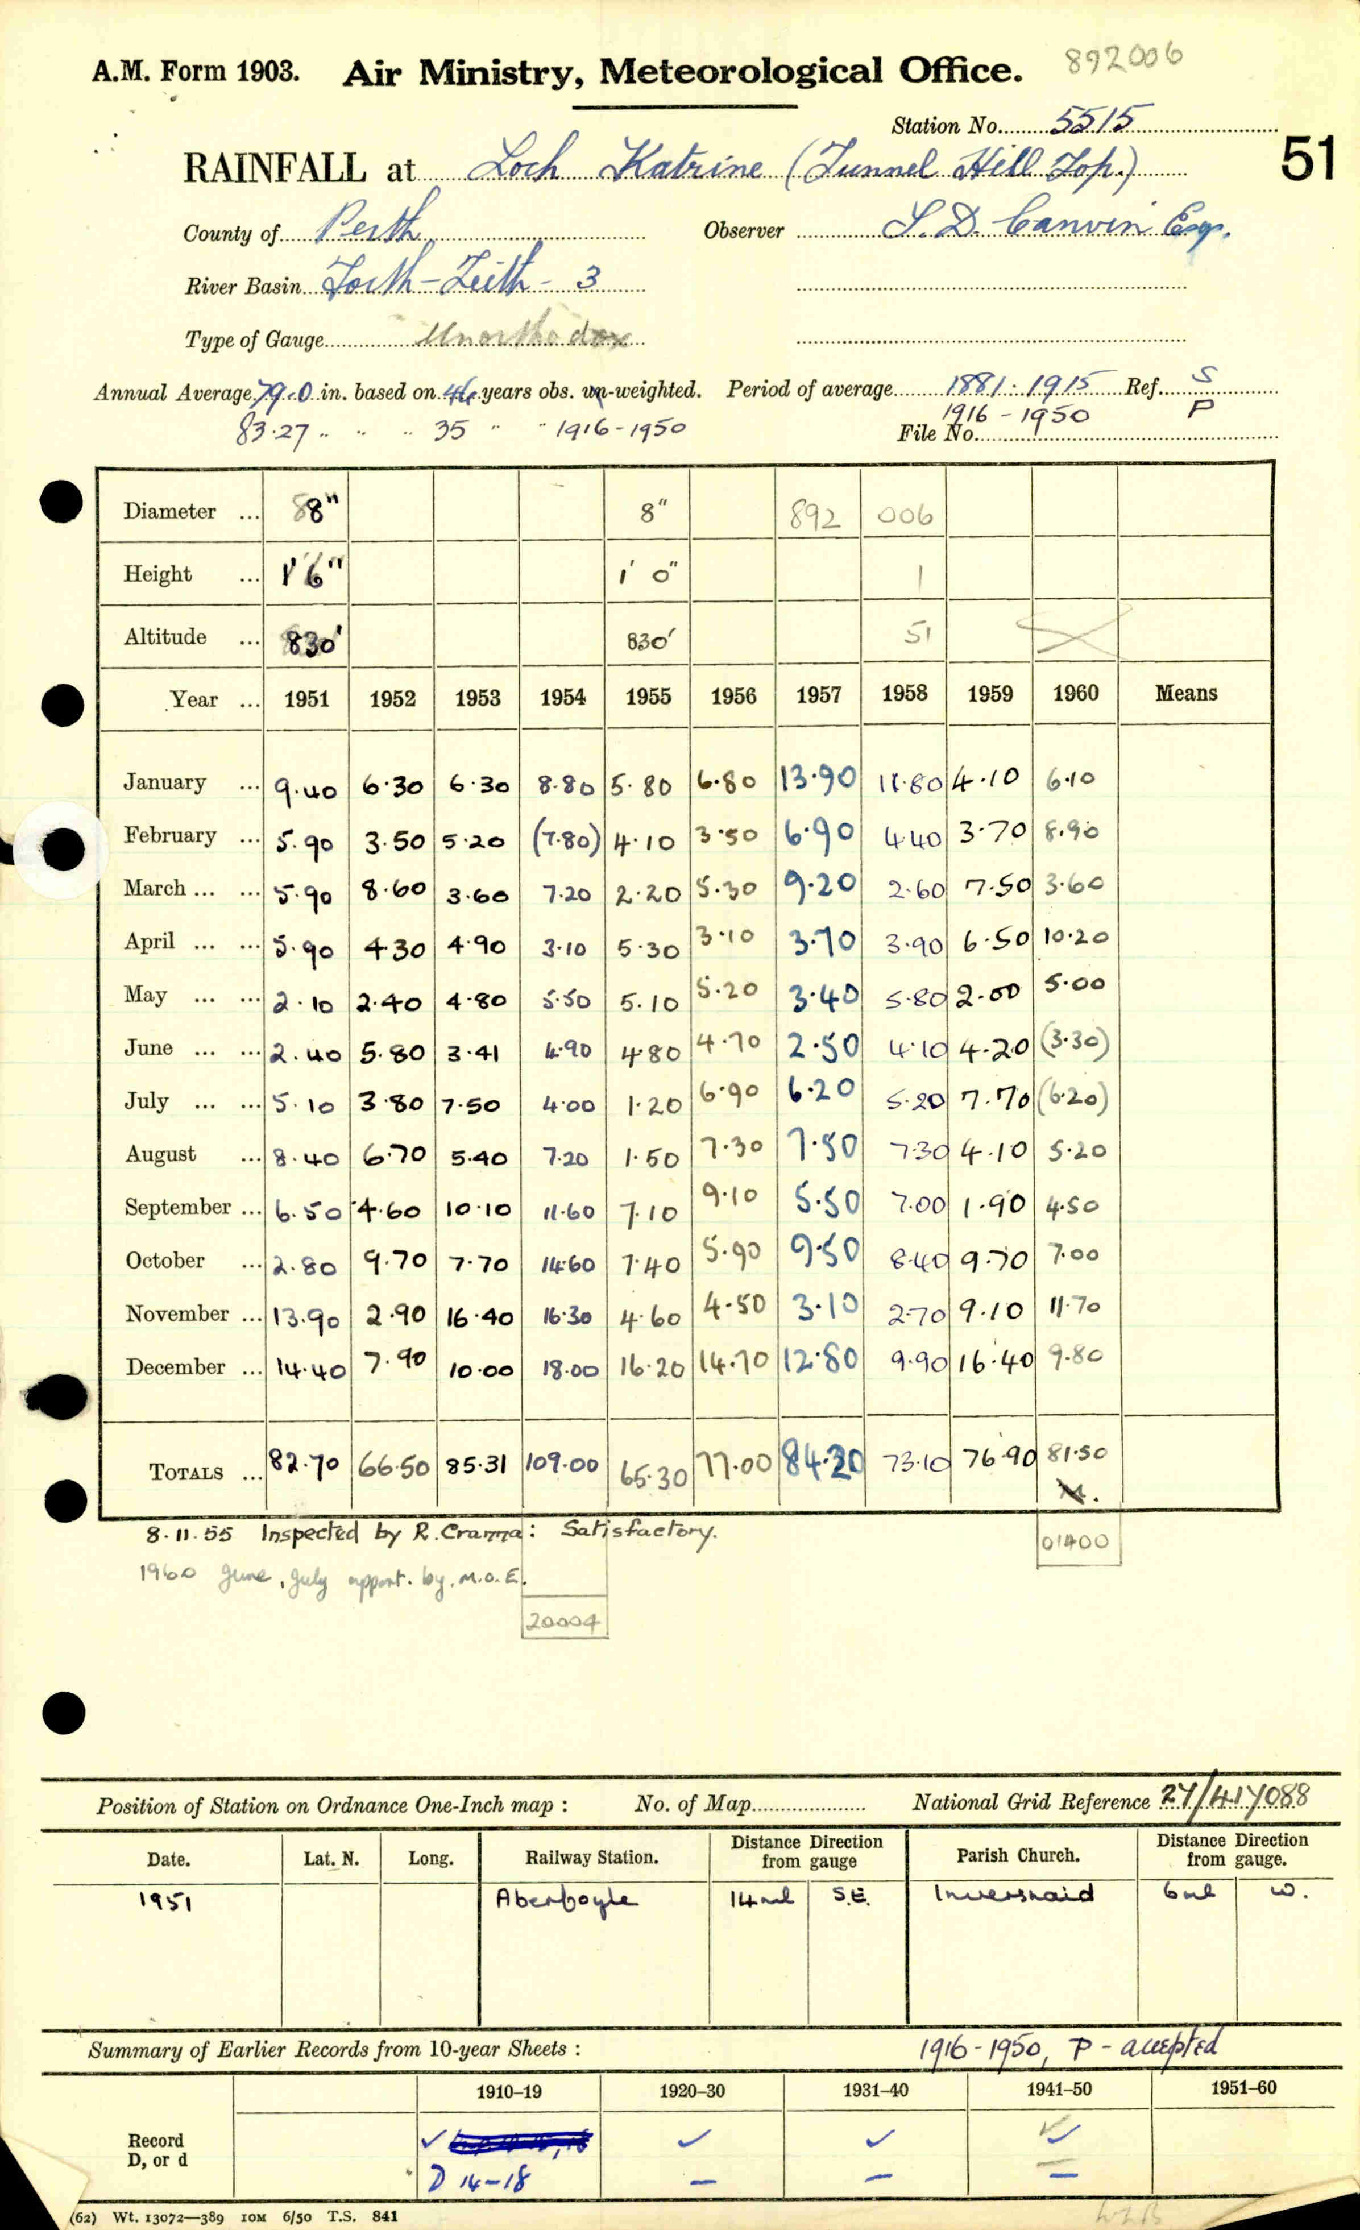 892006
A.M. Form 1903. Air Ministry, Meteorological Office.
Station No. 5515
51
RAINFALL at Loch Katrine (Tunnel Hill Top.)
County of Perth Observer S. D. Canvin Esq.
River Basin Forth-Teith - 3
Type of Gauge Unorthodox
Annual Average 79.0 in. based on 46 years obs. un-weighted. Period of average 1881-1915 Ref. S
1916-1950 P
83.27 " " " 35 " " 1916-1950 File No.
Diameter ... 8" 8" 892 006
Height ... 1'6" 1' 0" 1
Altitude ... 830' 830' 51
Year ... 1951 1952 1953 1954 1955 1956 1957 1958 1959 1960 Means
January ... 9.40 6.30 6.30 8.80 5.80 6.80 13.90 11.80 4.10 6.10
February ... 5.90 3.50 5.20 (7.80) 4.10 3.50 6.90 4.40 3.70 8.90
March ... ... 5.90 8.60 3.60 7.20 2.20 5.30 9.20 2.60 7.50 3.60
April ... ... 5.90 4.30 4.90 3.10 5.30 3.10 3.70 3.90 6.50 10.20
May ... ... 2.10 2.40 4.80 5.50 5.10 5.20 3.40 5.80 2.00 5.00
June ... ... 2.40 5.80 3.41 4.90 4.80 4.70 2.50 4.10 4.20 (3.30)
July ... ... 5.10 3.80 7.50 4.00 1.20 6.90 6.20 5.20 7.70 (6.20)
August ... 8.40 6.70 5.40 7.20 1.50 7.30 7.50 7.30 4.10 5.20
September ... 6.50 4.60 10.10 11.60 7.10 9.10 5.50 7.00 1.90 4.50
October ... 2.80 9.70 7.70 14.60 7.40 5.90 9.50 8.40 9.70 7.00
November ... 13.90 2.90 16.40 16.30 4.60 4.50 3.10 2.70 9.10 11.70
December ... 14.40 7.90 10.00 18.00 16.20 14.70 12.80 9.90 16.40 9.80
TOTALS ... 82.70 66.50 85.31 109.00 65.30 77.00 84.20 73.10 76.90 81.50
M.
8.11.55 Inspected by R. Cranna: Satisfactory.
01400
1960 June, July apport. by. M.O.E.
20004
Position of Station on Ordnance One-Inch map : No. of Map National Grid Reference 27/417088
Date. Lat. N. Long. Railway Station. Distance Direction from gauge Parish Church. Distance Direction from gauge.
1951 Aberfoyle 14 ml S.E. Inversnaid 6 ml W.
Summary of Earlier Records from 10-year Sheets : 1916-1950, P - accepted
1910–19 1920–30 1931–40 1941–50 1951–60
Record ✓ ✓ ✓ ✓
D, or d D 14-18 – – –
(62) Wt. 13072—389 10M 6/50 T.S. 841